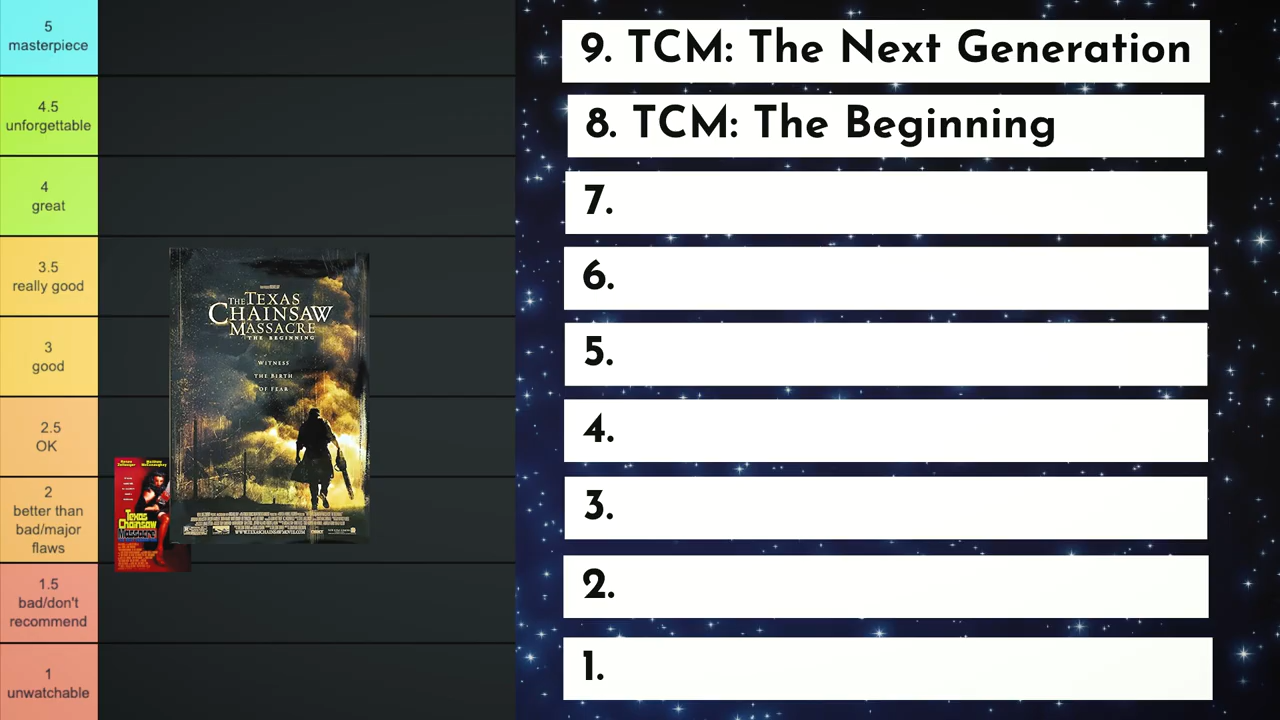 5
masterpiece
4.5
unforgettable
4
great
3.5
really good
3
good
2.5
OK
2
better than
bad/major
flaws
1.5
bad/don't
recommend
1
unwatchable
THE TEXAS
CHAINSAW
MASSACRE
THE BEGINNING
WITNESS
THE BIRTH
OF FEAR
WWW.TEXASCHAINSAWMOVIE.COM
Texas
Chainsaw
Massacre
9. TCM: The Next Generation
8. TCM: The Beginning
7.
6.
5.
4.
3.
2.
1.